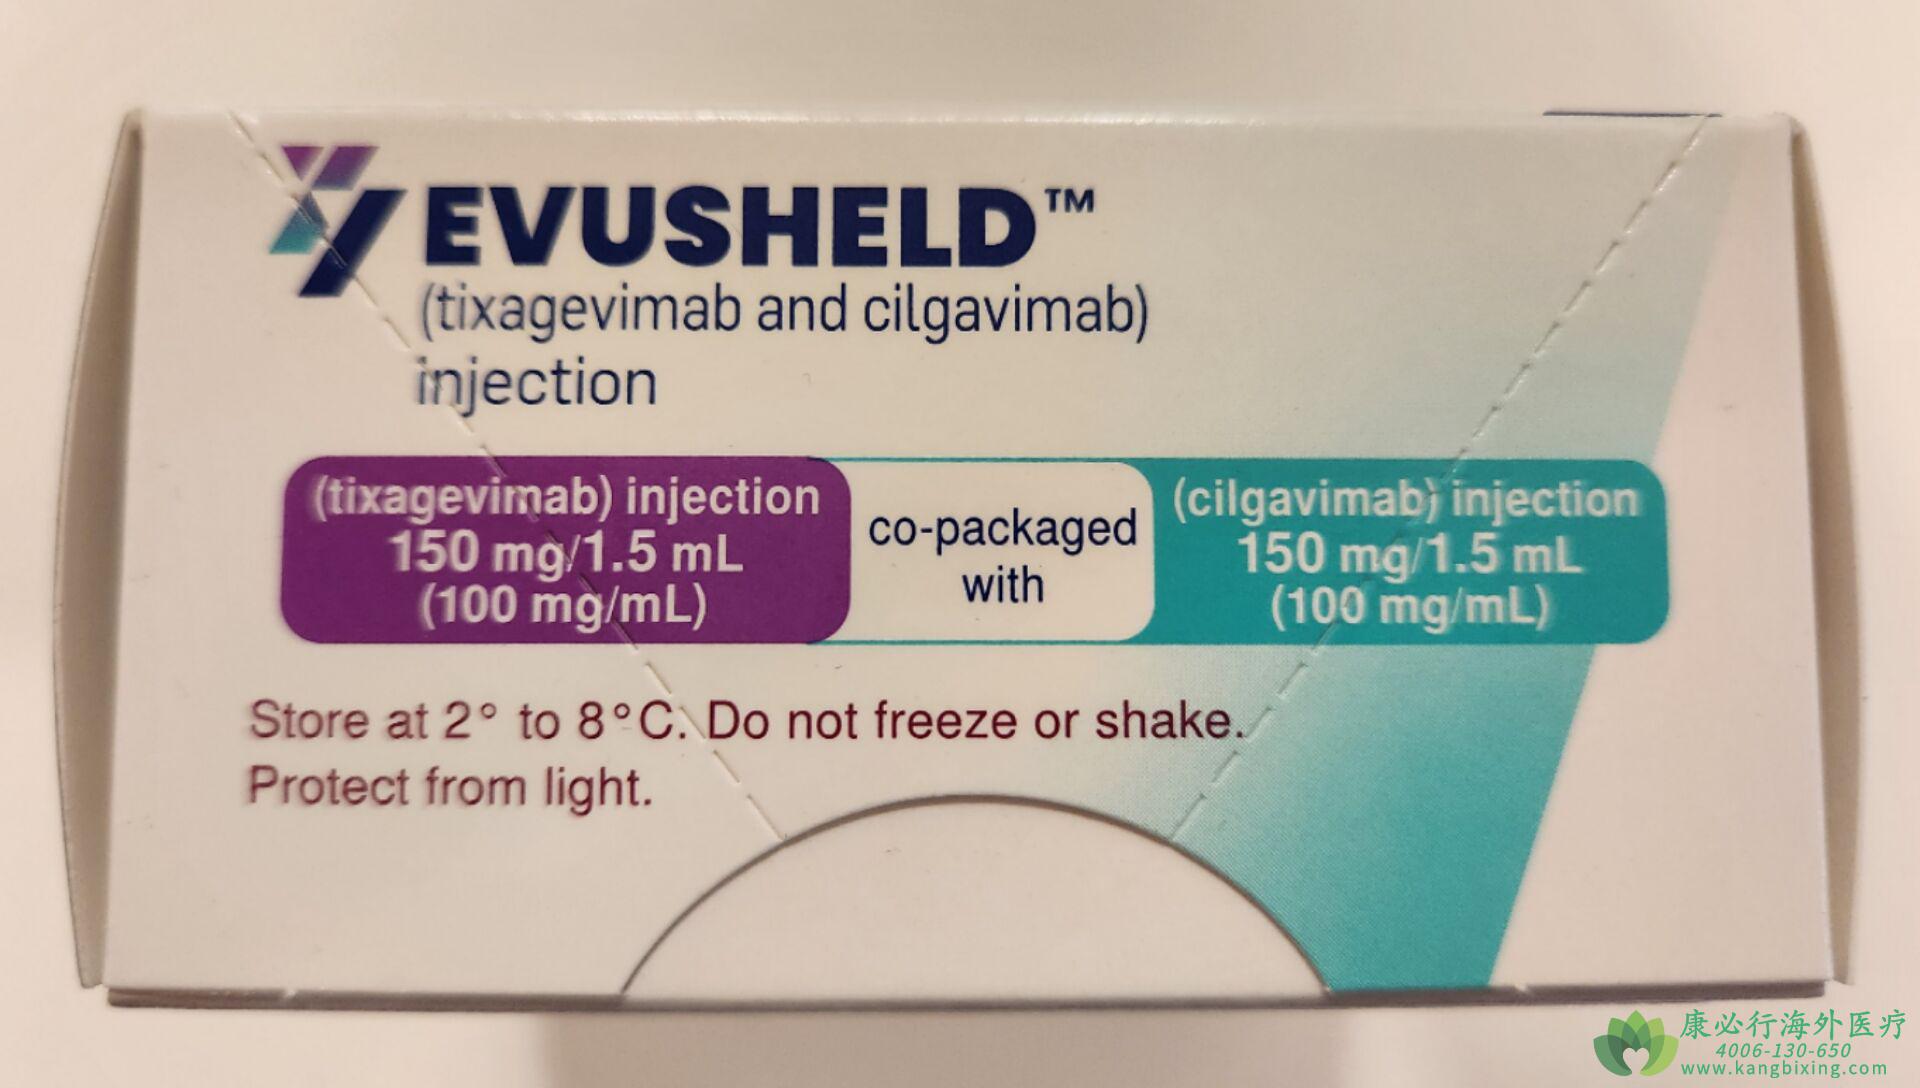 EVUSHELD™
(tixagevimab and cilgavimab)
injection
(tixagevimab) injection
150 mg/1.5 mL
(100 mg/mL)
co-packaged
with
(cilgavimab) injection
150 mg/1.5 mL
(100 mg/mL)
Store at 2° to 8°C. Do not freeze or shake.
Protect from light.
康必行海外医疗
4006-130-650
www.kangbixing.com